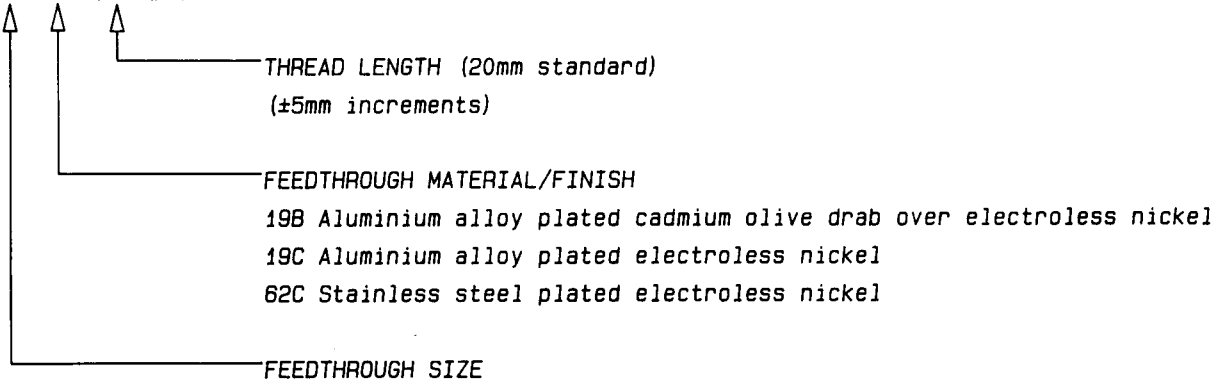 THREAD LENGTH (20mm standard)
(±5mm increments)
FEEDTHROUGH MATERIAL/FINISH
19B Aluminium alloy plated cadmium olive drab over electroless nickel
19C Aluminium alloy plated electroless nickel
62C Stainless steel plated electroless nickel
FEEDTHROUGH SIZE